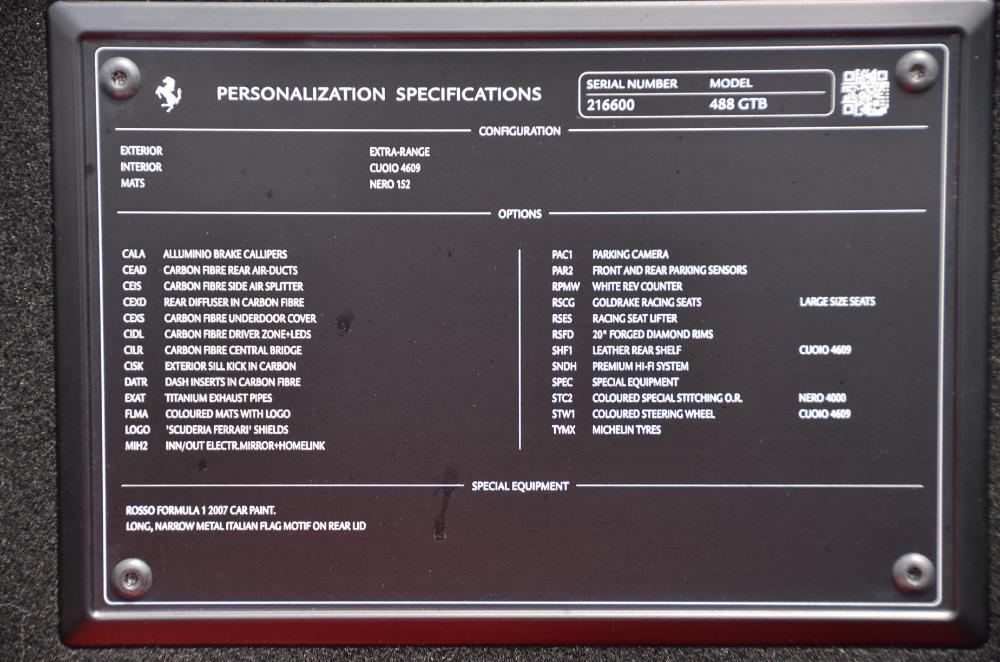 PERSONALIZATION SPECIFICATIONS
SERIAL NUMBER MODEL
216600 488 GTB
CONFIGURATION
EXTERIOR EXTRA-RANGE
INTERIOR CUOIO 4609
MATS NERO 152
OPTIONS
CALA ALLUMINIO BRAKE CALLIPERS
CEAD CARBON FIBRE REAR AIR-DUCTS
CEIS CARBON FIBRE SIDE AIR SPLITTER
CEXD REAR DIFFUSER IN CARBON FIBRE
CEXS CARBON FIBRE UNDERDOOR COVER
CIDL CARBON FIBRE DRIVER ZONE+LEDS
CILR CARBON FIBRE CENTRAL BRIDGE
CISK EXTERIOR SILL KICK IN CARBON
DATR DASH INSERTS IN CARBON FIBRE
EXAT TITANIUM EXHAUST PIPES
FLMA COLOURED MATS WITH LOGO
LOGO 'SCUDERIA FERRARI' SHIELDS
MIH2 INN/OUT ELECTR.MIRROR+HOMELINK
PAC1 PARKING CAMERA
PAR2 FRONT AND REAR PARKING SENSORS
RPMW WHITE REV COUNTER
RSCG GOLDRAKE RACING SEATS LARGE SIZE SEATS
RSES RACING SEAT LIFTER
RSFD 20" FORGED DIAMOND RIMS
SHF1 LEATHER REAR SHELF CUOIO 4609
SNDH PREMIUM HI-FI SYSTEM
SPEC SPECIAL EQUIPMENT
STC2 COLOURED SPECIAL STITCHING O.R. NERO 4000
STW1 COLOURED STEERING WHEEL CUOIO 4609
TYMX MICHELIN TYRES
SPECIAL EQUIPMENT
ROSSO FORMULA 1 2007 CAR PAINT.
LONG, NARROW METAL ITALIAN FLAG MOTIF ON REAR LID